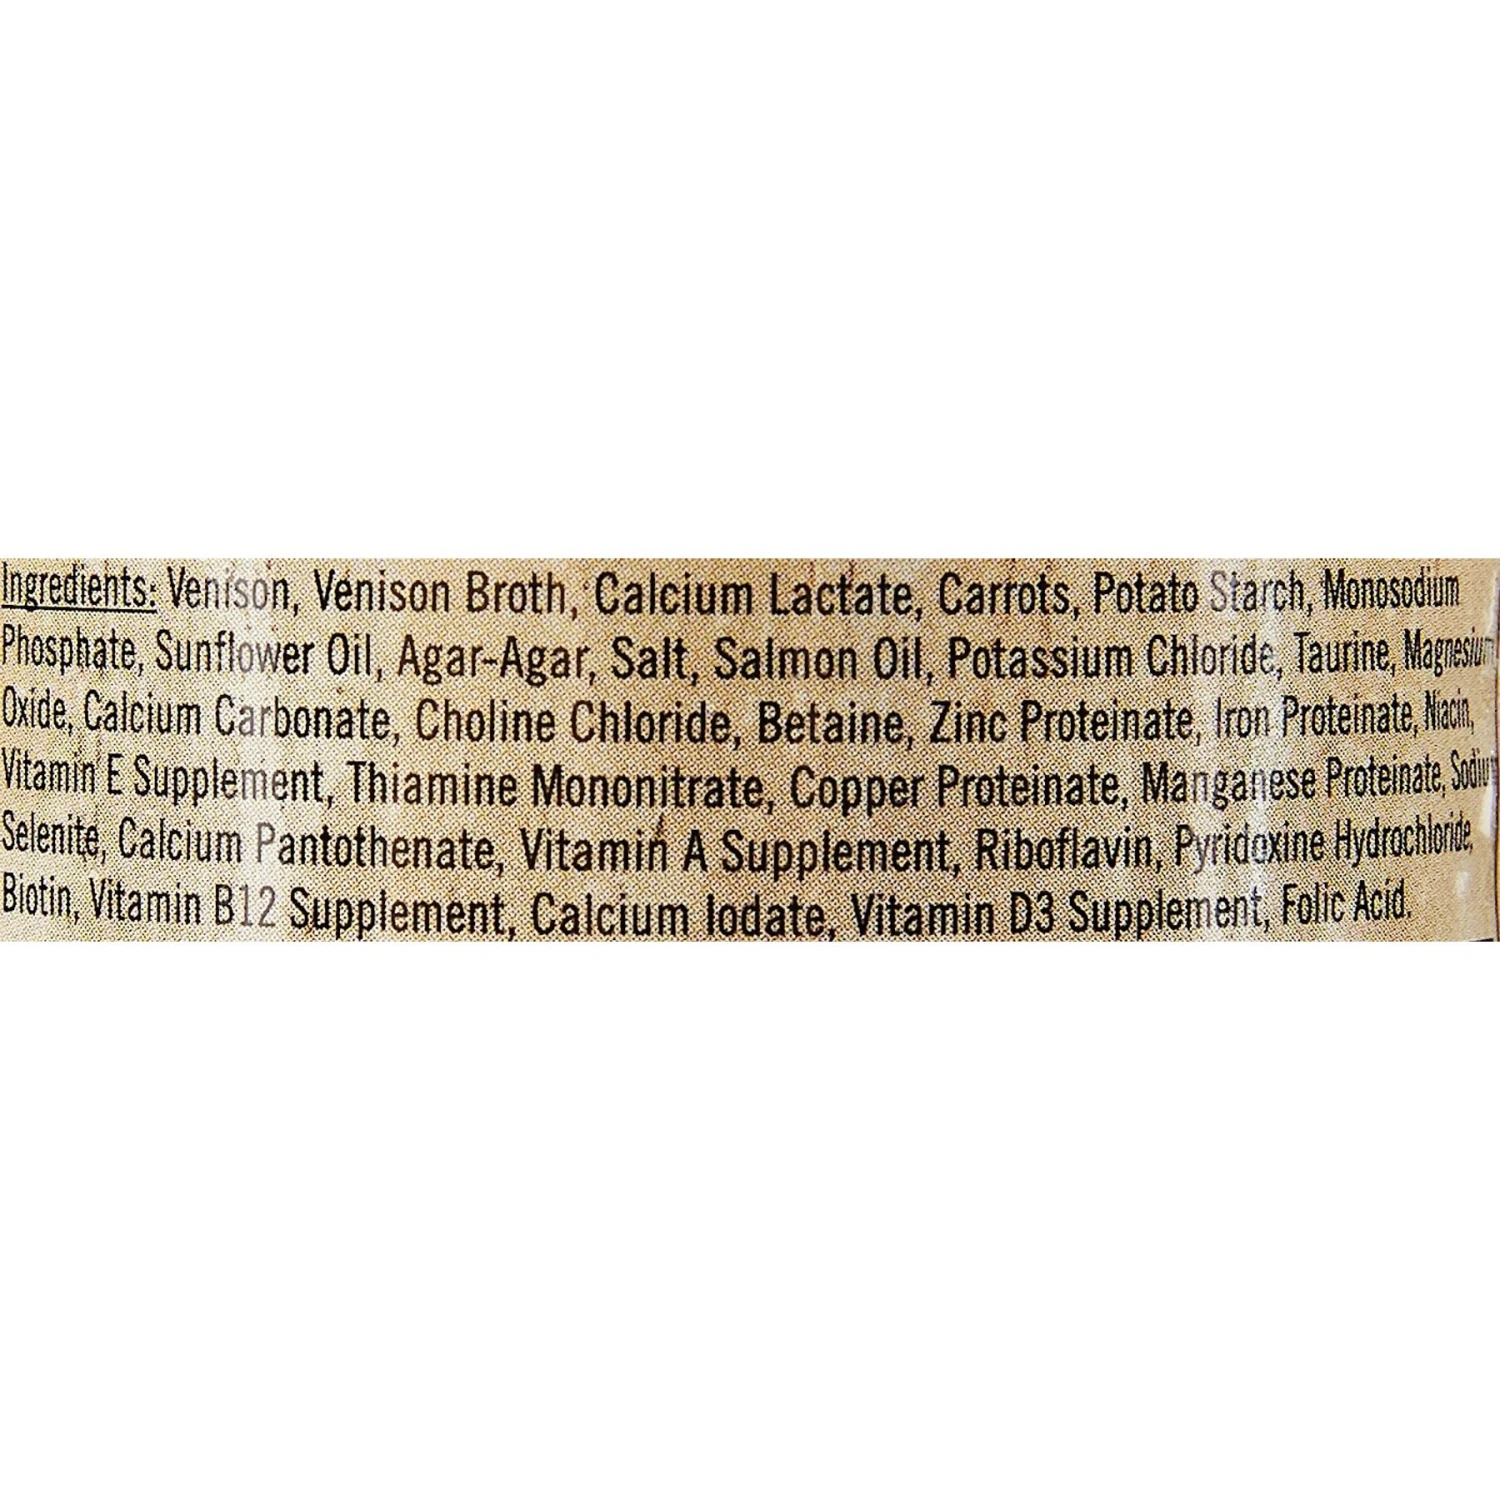 Ingredients: Venison, Venison Broth, Calcium Lactate, Carrots, Potato Starch, Monosodium
Phosphate, Sunflower Oil, Agar-Agar, Salt, Salmon Oil, Potassium Chloride, Taurine, Magnesium
Oxide, Calcium Carbonate, Choline Chloride, Betaine, Zinc Proteinate, Iron Proteinate, Niacin,
Vitamin E Supplement, Thiamine Mononitrate, Copper Proteinate, Manganese Proteinate, Sodium
Selenite, Calcium Pantothenate, Vitamin A Supplement, Riboflavin, Pyridoxine Hydrochloride,
Biotin, Vitamin B12 Supplement, Calcium Iodate, Vitamin D3 Supplement, Folic Acid.